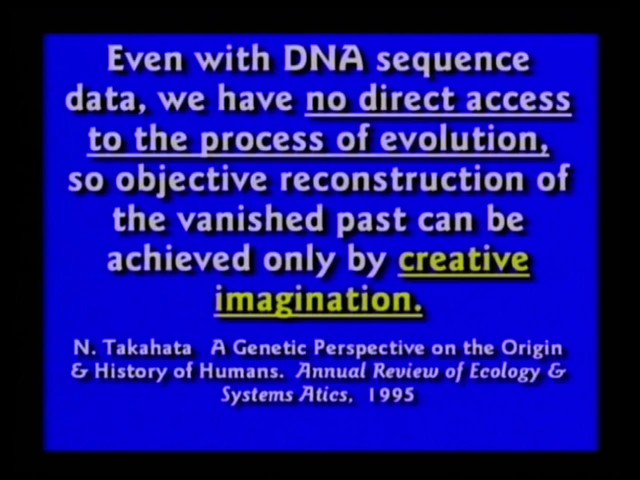 Even with DNA sequence
data, we have no direct access
to the process of evolution,
so objective reconstruction of
the vanished past can be
achieved only by creative
imagination.
N. Takahata A Genetic Perspective on the Origin
& History of Humans. Annual Review of Ecology &
Systems Atics, 1995